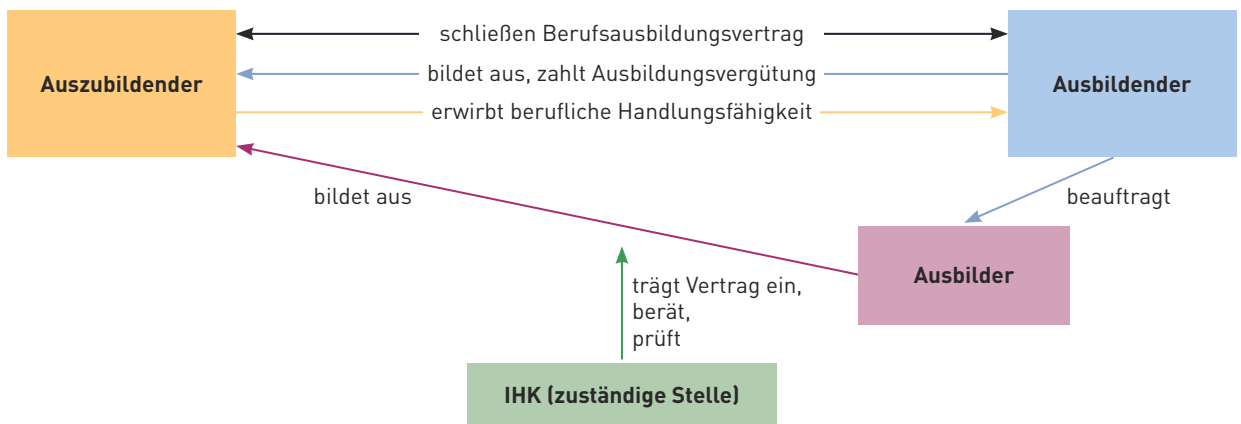 schließen Berufsausbildungsvertrag
Auszubildender
bildet aus, zahlt Ausbildungsvergütung
Ausbildender
erwirbt berufliche Handlungsfähigkeit
bildet aus
beauftragt
Ausbilder
trägt Vertrag ein,
berät,
prüft
IHK (zuständige Stelle)